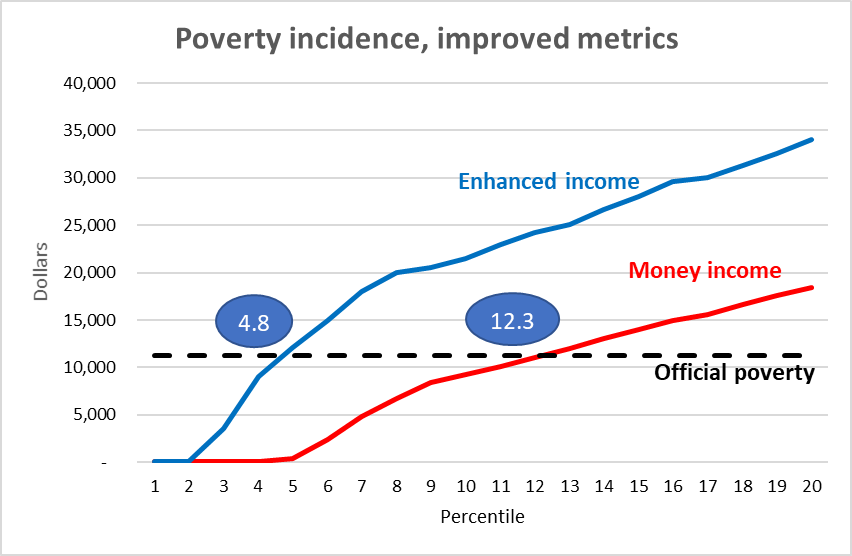 Poverty incidence, improved metrics
40,000
35,000
30,000
25,000
20,000
15,000
10,000
5,000
-
Dollars
Enhanced income
Money income
4.8
12.3
Official poverty
1 2 3 4 5 6 7 8 9 10 11 12 13 14 15 16 17 18 19 20
Percentile